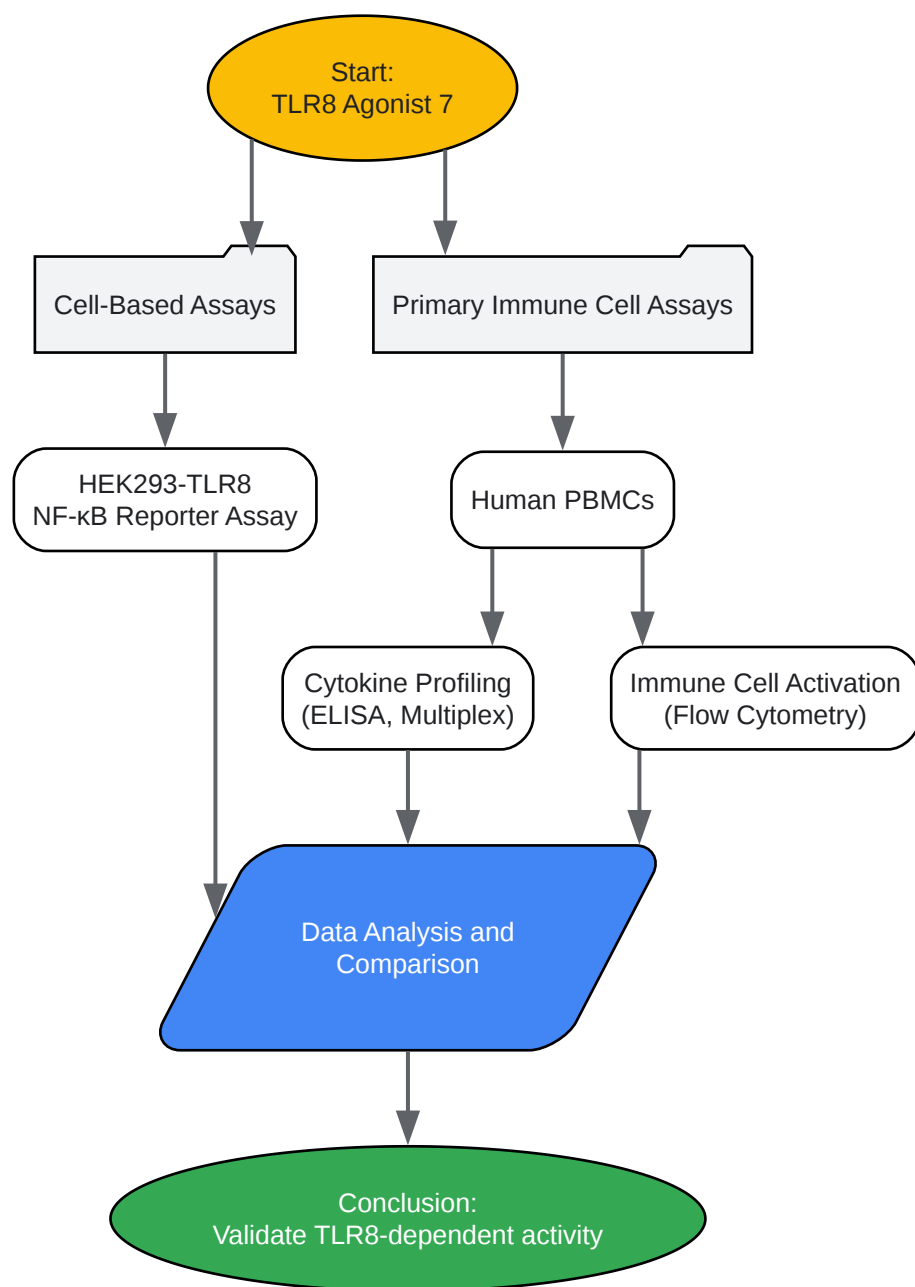 Start:
TLR8 Agonist 7
Cell-Based Assays
Primary Immune Cell Assays
HEK293-TLR8
NF-κB Reporter Assay
Human PBMCs
Cytokine Profiling
(ELISA, Multiplex)
Immune Cell Activation
(Flow Cytometry)
Data Analysis and
Comparison
Conclusion:
Validate TLR8-dependent activity